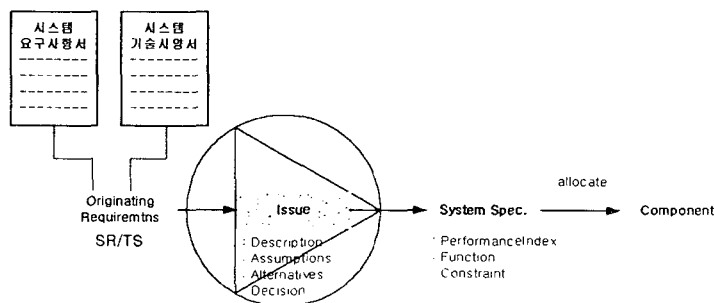 시스템
요구사항서
시스템
기술사양서
Originating
Requiremtns
SR/TS
Issue
: Description
Assumptions
Alternatives
Decision
System Spec.
: PerformanceIndex
· Function
Constraint
allocate
Component